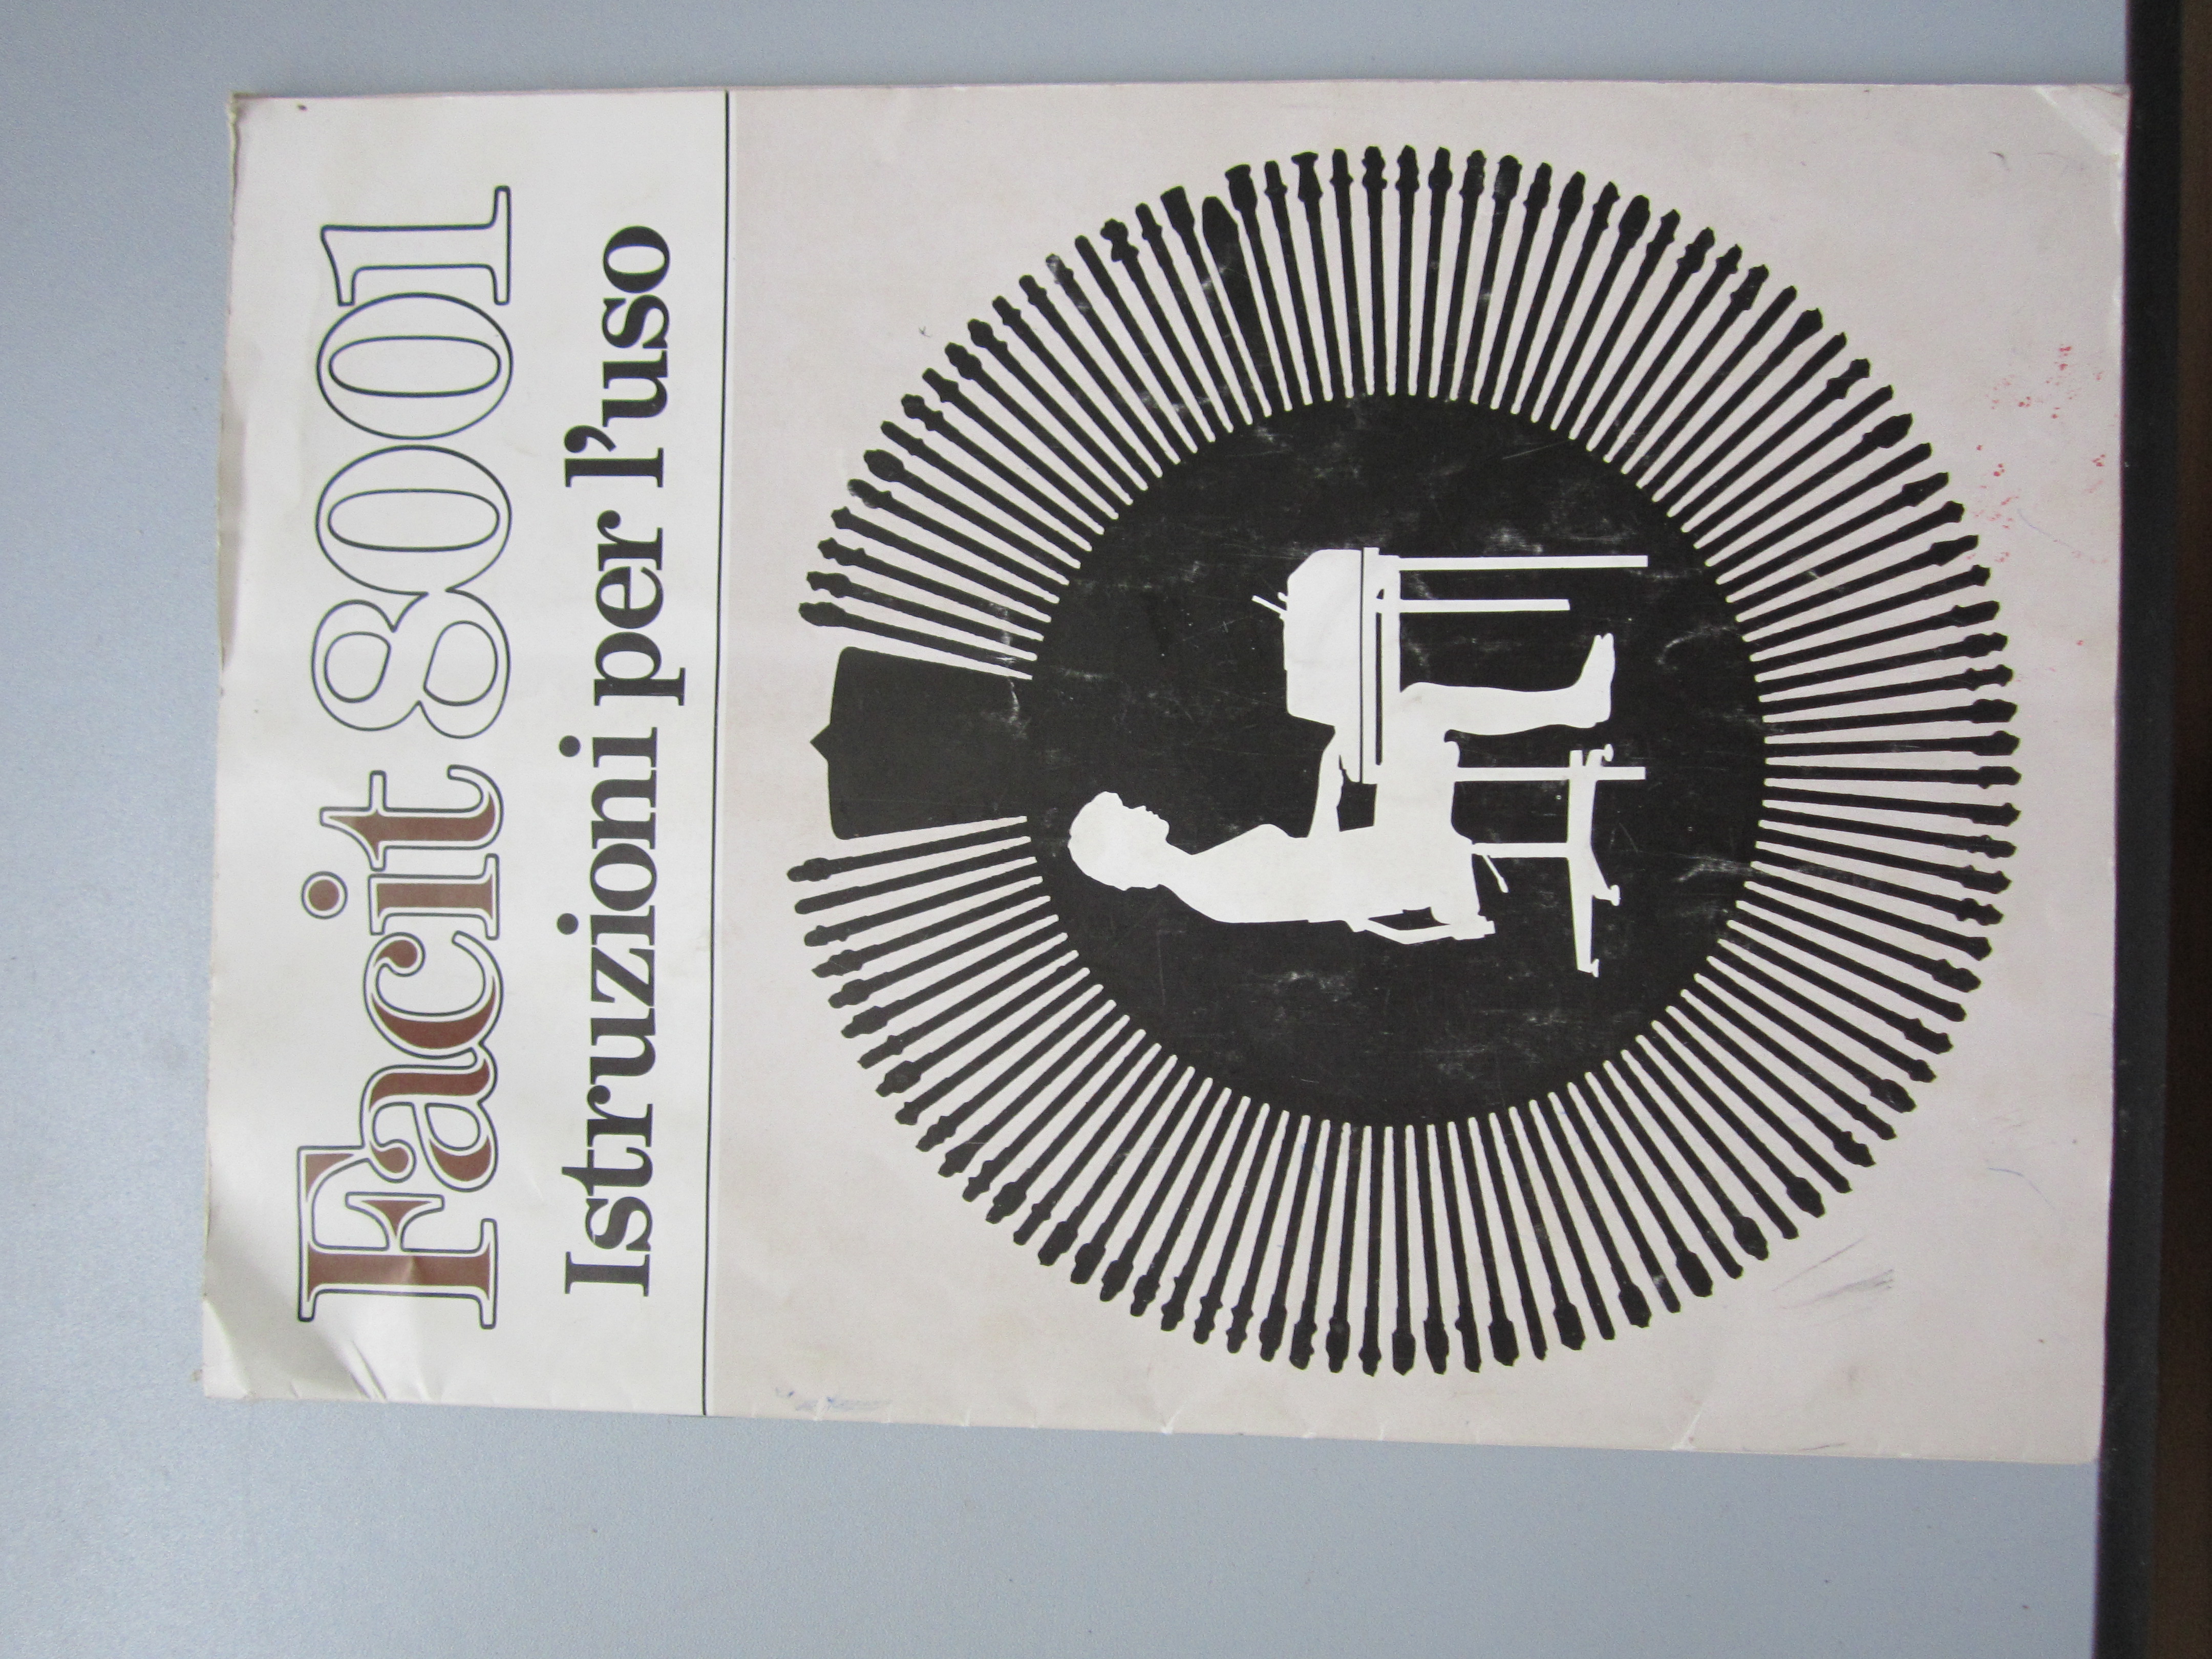 Facit 8001
Istruzioni per l'uso